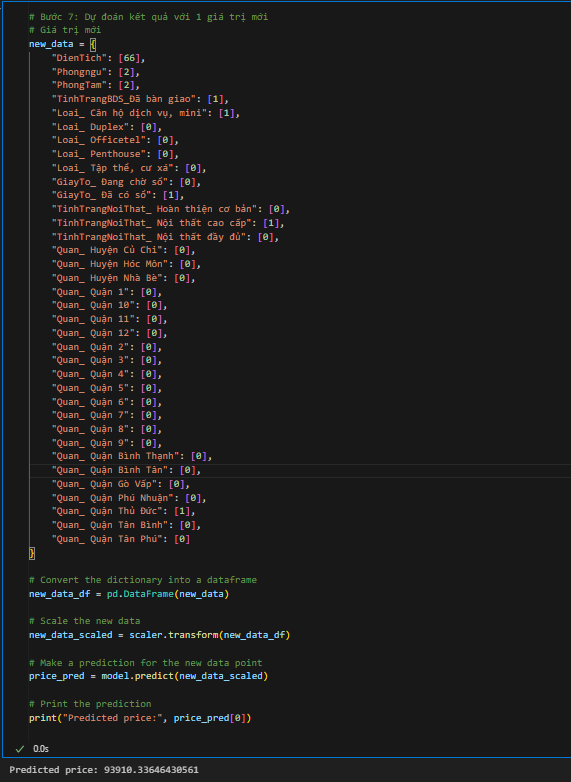 # Bước 7: Dự đoán kết quả với 1 giá trị mới
# Giá trị mới
new_data = {
    "DienTich": [66],
    "Phongngu": [2],
    "PhongTam": [2],
    "TinhTrangBDS_Đã bàn giao": [1],
    "Loai_ Căn hộ dịch vụ, mini": [1],
    "Loai_ Duplex": [0],
    "Loai_ Officetel": [0],
    "Loai_ Penthouse": [0],
    "Loai_ Tập thể, cư xá": [0],
    "GiayTo_ Đang chờ sổ": [0],
    "GiayTo_ Đã có sổ": [1],
    "TinhTrangNoiThat_ Hoàn thiện cơ bản": [0],
    "TinhTrangNoiThat_ Nội thất cao cấp": [1],
    "TinhTrangNoiThat_ Nội thất đầy đủ": [0],
    "Quan_ Huyện Củ Chi": [0],
    "Quan_ Huyện Hóc Môn": [0],
    "Quan_ Huyện Nhà Bè": [0],
    "Quan_ Quận 1": [0],
    "Quan_ Quận 10": [0],
    "Quan_ Quận 11": [0],
    "Quan_ Quận 12": [0],
    "Quan_ Quận 2": [0],
    "Quan_ Quận 3": [0],
    "Quan_ Quận 4": [0],
    "Quan_ Quận 5": [0],
    "Quan_ Quận 6": [0],
    "Quan_ Quận 7": [0],
    "Quan_ Quận 8": [0],
    "Quan_ Quận 9": [0],
    "Quan_ Quận Bình Thạnh": [0],
    "Quan_ Quận Bình Tân": [0],
    "Quan_ Quận Gò Vấp": [0],
    "Quan_ Quận Phú Nhuận": [0],
    "Quan_ Quận Thủ Đức": [1],
    "Quan_ Quận Tân Bình": [0],
    "Quan_ Quận Tân Phú": [0]
}
# Convert the dictionary into a dataframe
new_data_df = pd.DataFrame(new_data)
# Scale the new data
new_data_scaled = scaler.transform(new_data_df)
# Make a prediction for the new data point
price_pred = model.predict(new_data_scaled)
# Print the prediction
print("Predicted price:", price_pred[0])
0.0s
Predicted price: 93910.33646430561